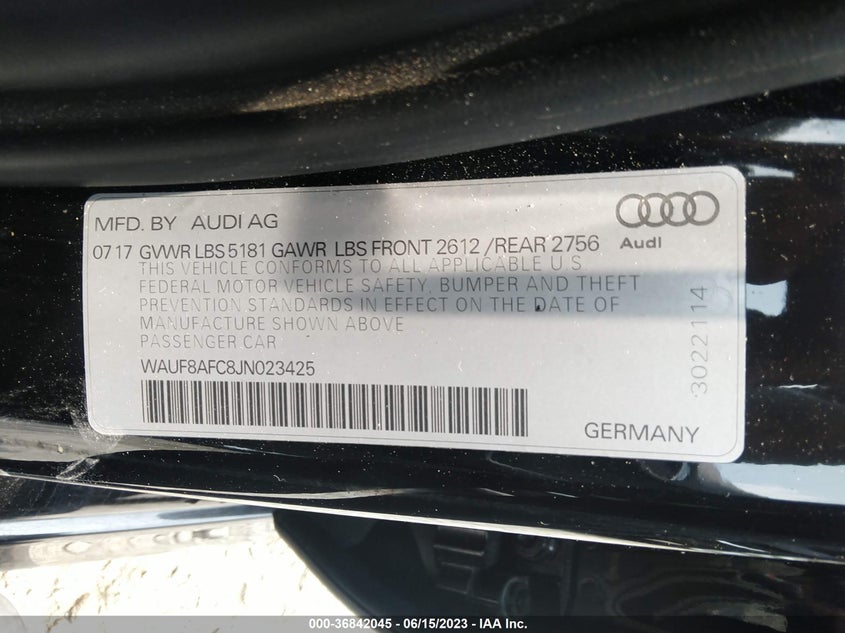 MFD. BY AUDI AG
07 17 GVWR LBS 5181 GAWR LBS FRONT 2612 /REAR 2756
Audi
THIS VEHICLE CONFORMS TO ALL APPLICABLE U S
FEDERAL MOTOR VEHICLE SAFETY, BUMPER AND THEFT
PREVENTION STANDARDS IN EFFECT ON THE DATE OF
MANUFACTURE SHOWN ABOVE
PASSENGER CAR
WAUF8AFC8JN023425
3022114
GERMANY
000-36842045 - 06/15/2023 - IAA Inc.